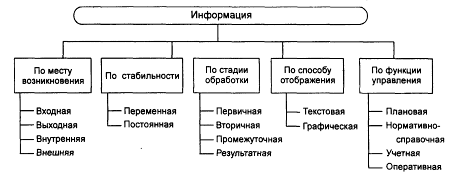 Информация
По месту
возникновения
Входная
Выходная
Внутренняя
Внешняя
По стабильности
Переменная
Постоянная
По стадии
обработки
Первичная
Вторичная
Промежуточная
Результатная
По способу
отображения
Текстовая
Графическая
По функции
управления
Плановая
Нормативно-
справочная
Учетная
Оперативная